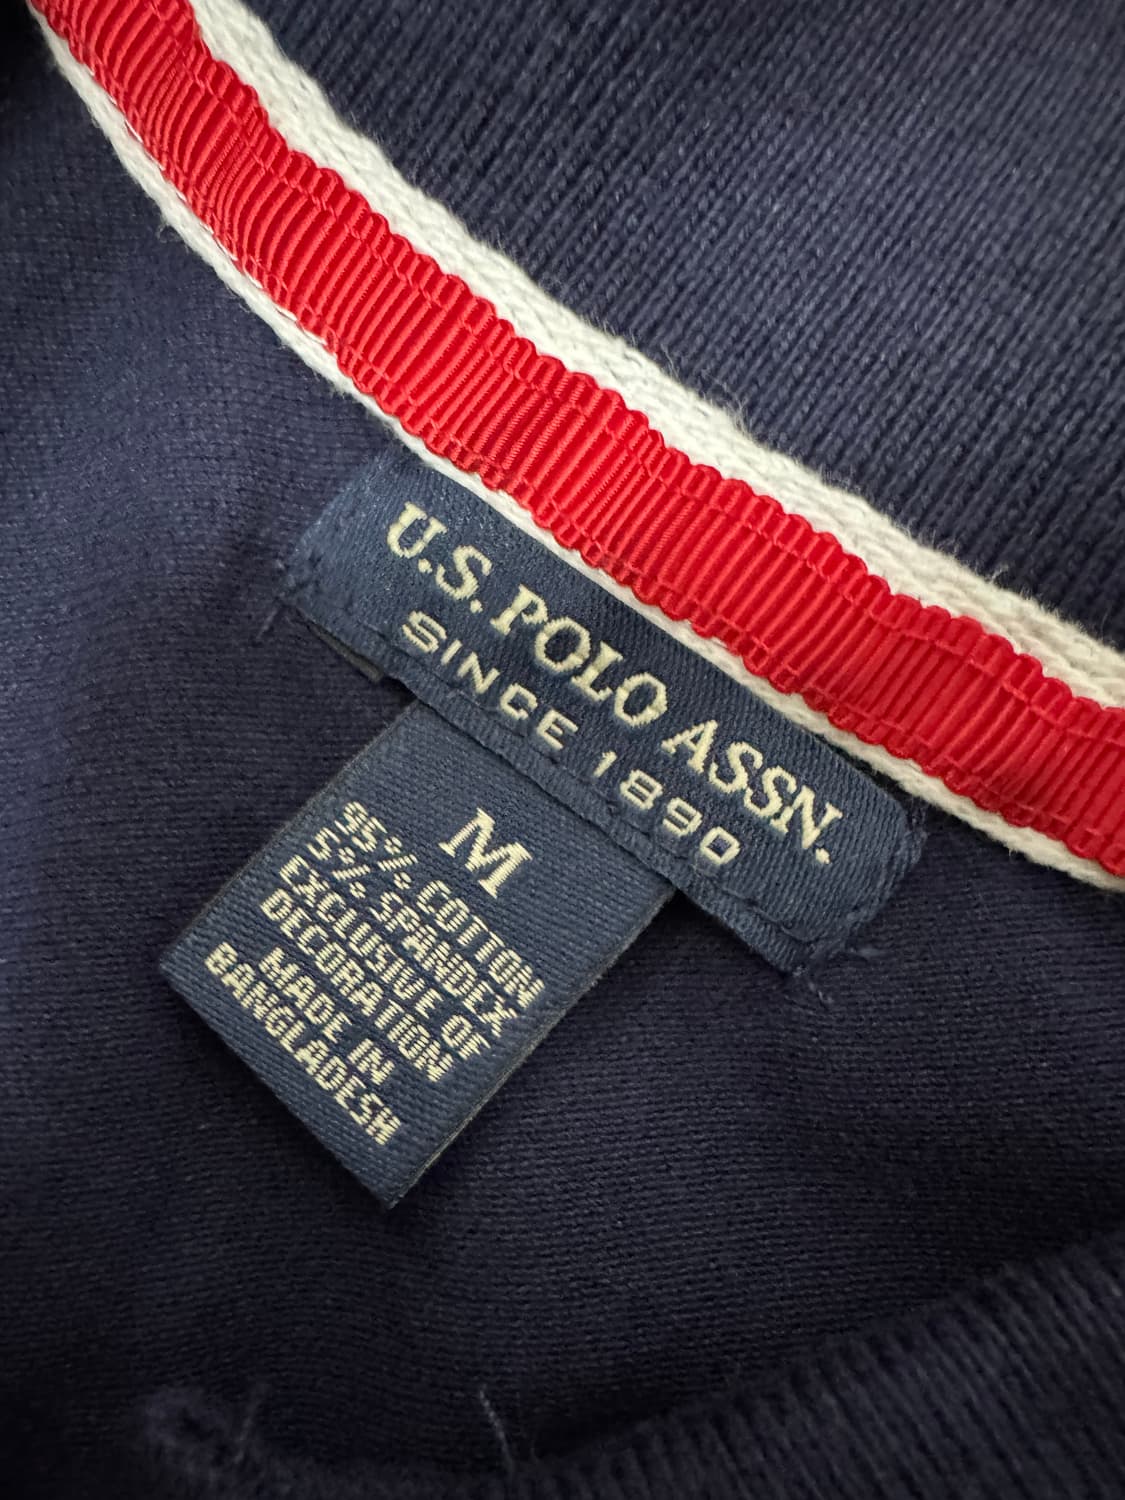 U.S. POLO ASSN.
SINCE 1890
M
95% COTTON
5% SPANDEX
EXCLUSIVE OF
DECORATION
MADE IN
BANGLADESH